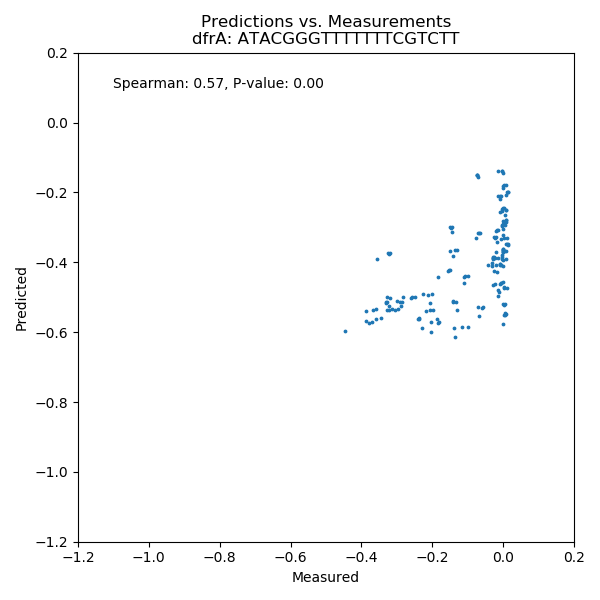 Predictions vs. Measurements
dfrA: ATACGGGTTTTTTTCGTCTT
Spearman: 0.57, P-value: 0.00
0.2
0.0
−0.2
−0.4
−0.6
−0.8
−1.0
−1.2
Predicted
−1.2 −1.0 −0.8 −0.6 −0.4 −0.2 0.0 0.2
Measured